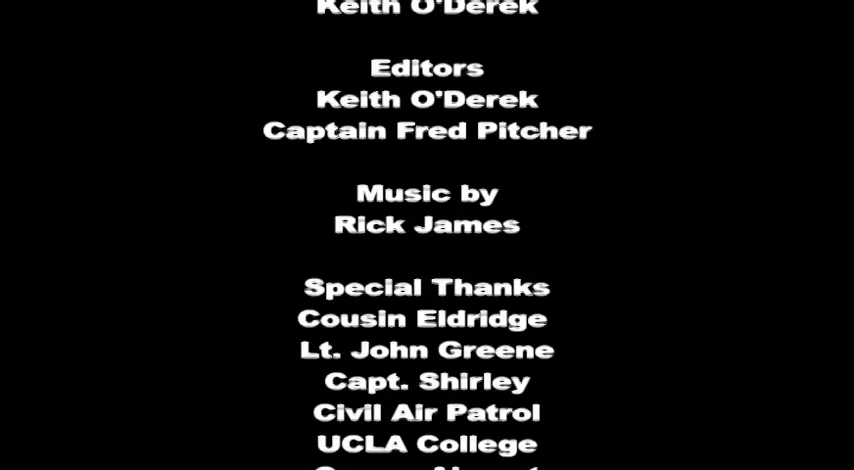 Keith O'Derek
Editors
Keith O'Derek
Captain Fred Pitcher
Music by
Rick James
Special Thanks
Cousin Eldridge
Lt. John Greene
Capt. Shirley
Civil Air Patrol
UCLA College